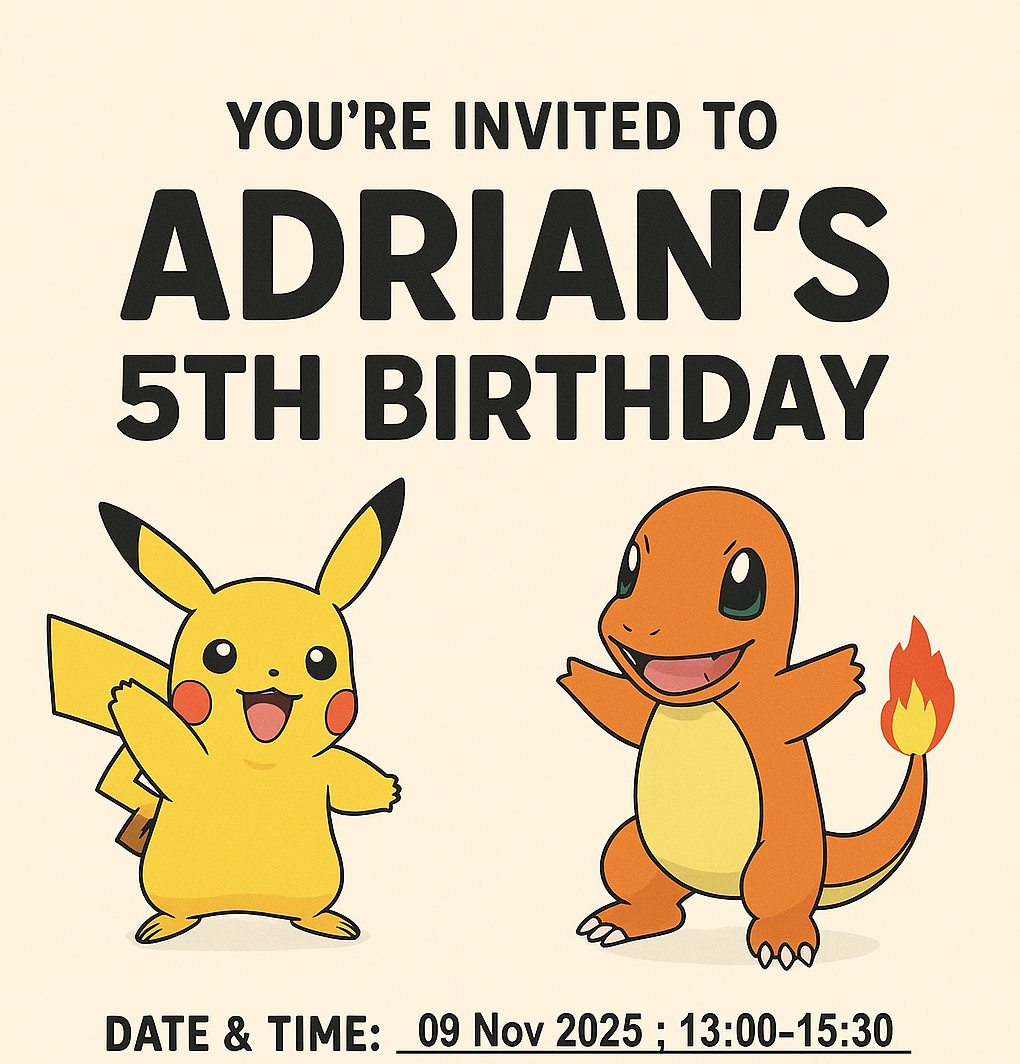 YOU'RE INVITED TO
ADRIAN'S
5TH BIRTHDAY
DATE & TIME: 09 Nov 2025 ; 13:00-15:30